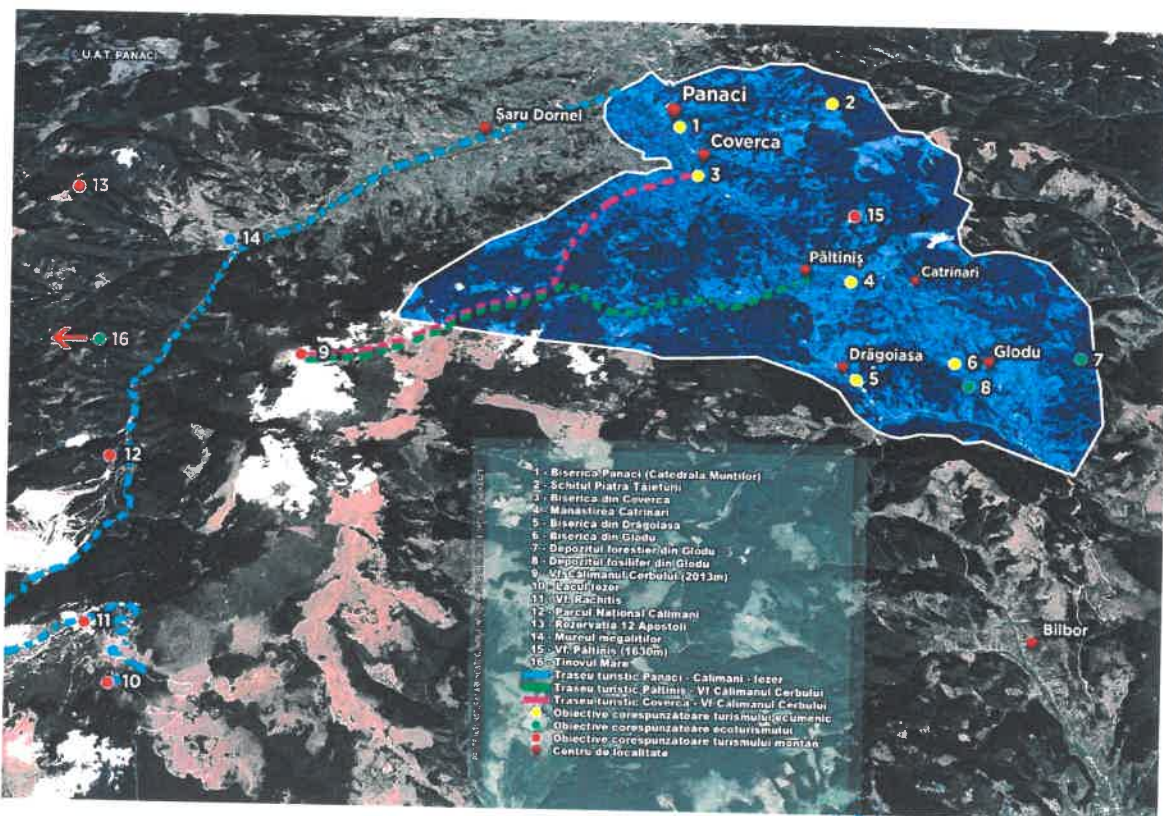 U.A.T. PANACI
Panaci
2
Șaru Dornei
1
Coverca
3
13
15
14
Păltiniș
4
Catrinari
16
9
Drăgoiasa
6
Glodu
7
5
8
12
1 - Biserica Panaci (Catedrala Muntilor)
2 - Schitul Piatra Tăieturii
3 - Biserica din Coverca
4 - Mănăstirea Catrinari
5 - Biserica din Drăgoiasa
6 - Biserica din Glodu
7 - Depozitul forestier din Glodu
8 - Depozitul fosilifer din Glodu
9 - Vf. Călimanul Cerbului (2013m)
10 - Lacul Iezer
11 - Vf. Răchitiș
12 - Parcul Național Călimani
13 - Rezervația 12 Apostoli
14 - Muzeul megaliților
15 - Vf. Păltiniș (1630m)
16 - Tinovul Mare
Traseu turistic Panaci - Călimani - Iezer
Traseu turistic Păltiniș - Vf Călimanul Cerbului
Traseu turistic Coverca - Vf Călimanul Cerbului
Obiective corespunzătoare turismului ecumenic
Obiective corespunzătoare ecoturismului
Obiective corespunzătoare turismului montan
Centru de localitate
11
Bilbor
10